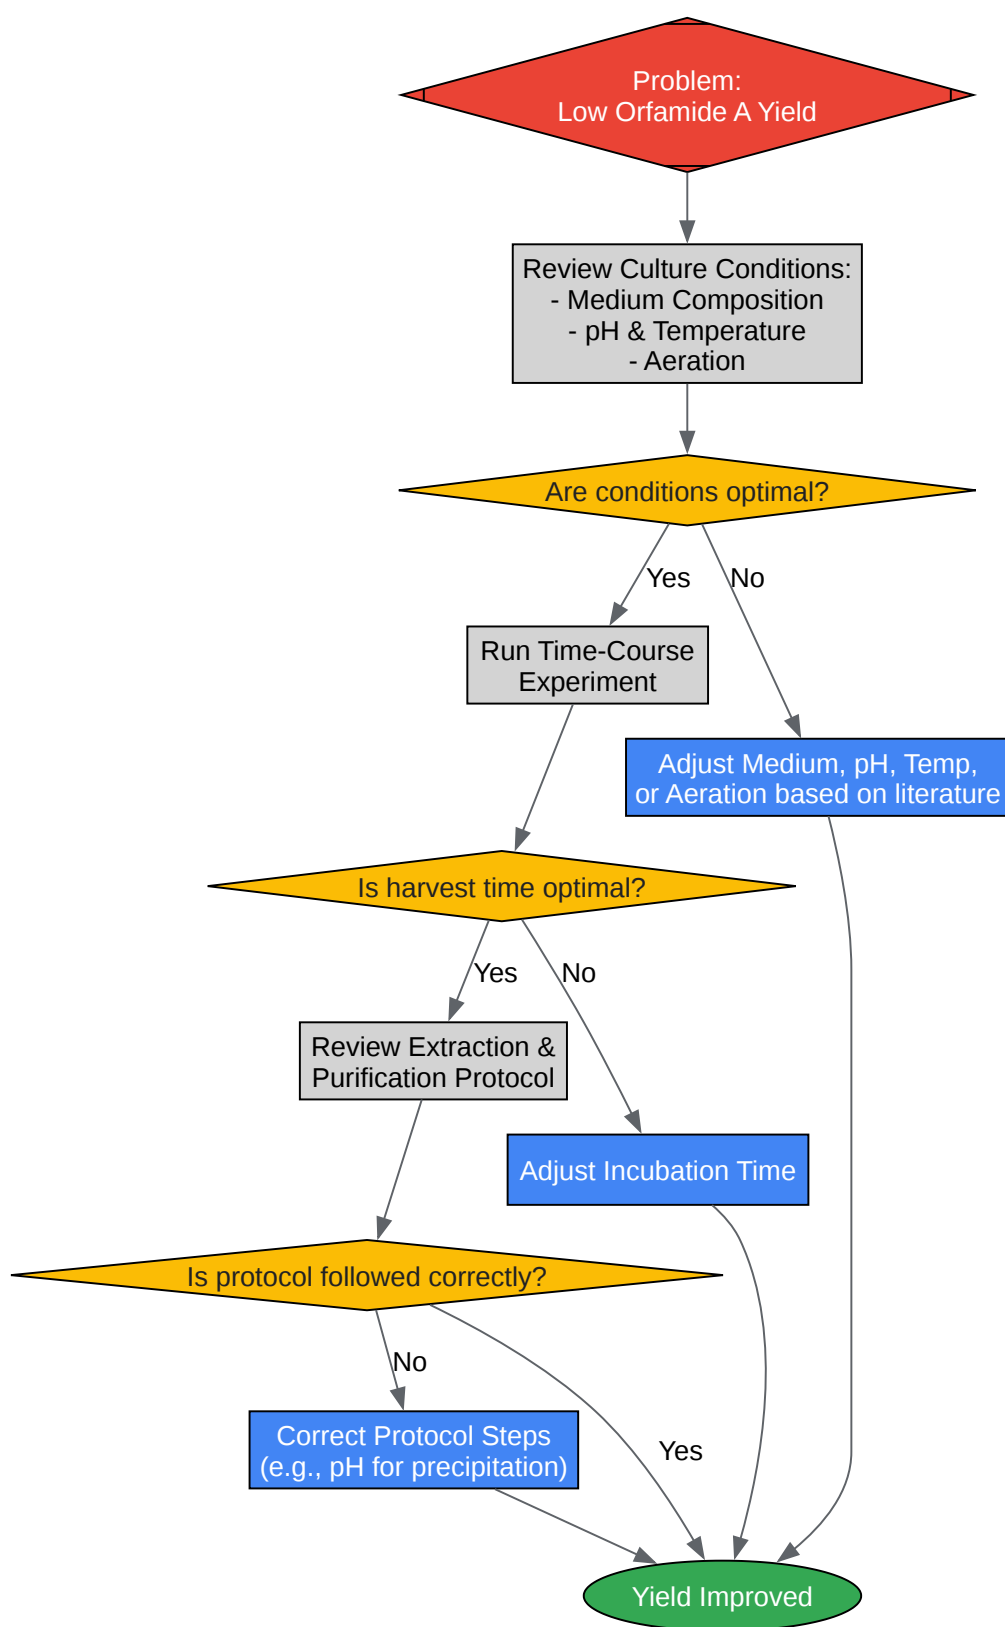 Problem:
Low Orfamide A Yield
Review Culture Conditions:
- Medium Composition
- pH & Temperature
- Aeration
Are conditions optimal?
Yes
No
Run Time-Course
Experiment
Adjust Medium, pH, Temp,
or Aeration based on literature
Is harvest time optimal?
Yes
No
Review Extraction &
Purification Protocol
Adjust Incubation Time
Is protocol followed correctly?
No
Yes
Correct Protocol Steps
(e.g., pH for precipitation)
Yield Improved